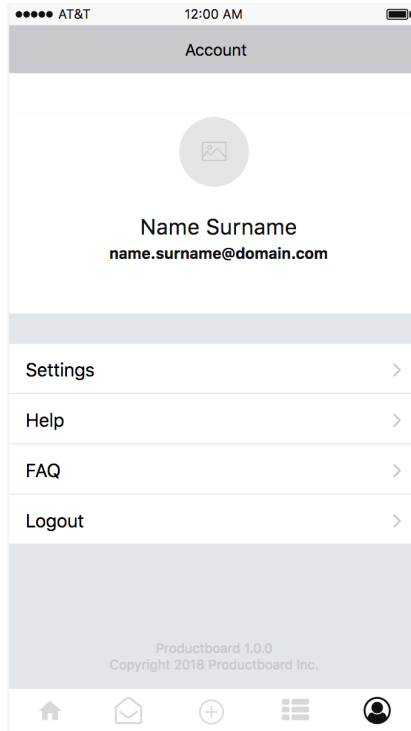 AT&T 12:00 AM
Account
Name Surname
name.surname@domain.com
Settings
Help
FAQ
Logout
Productboard 1.0.0
Copyright 2018 Productboard Inc.